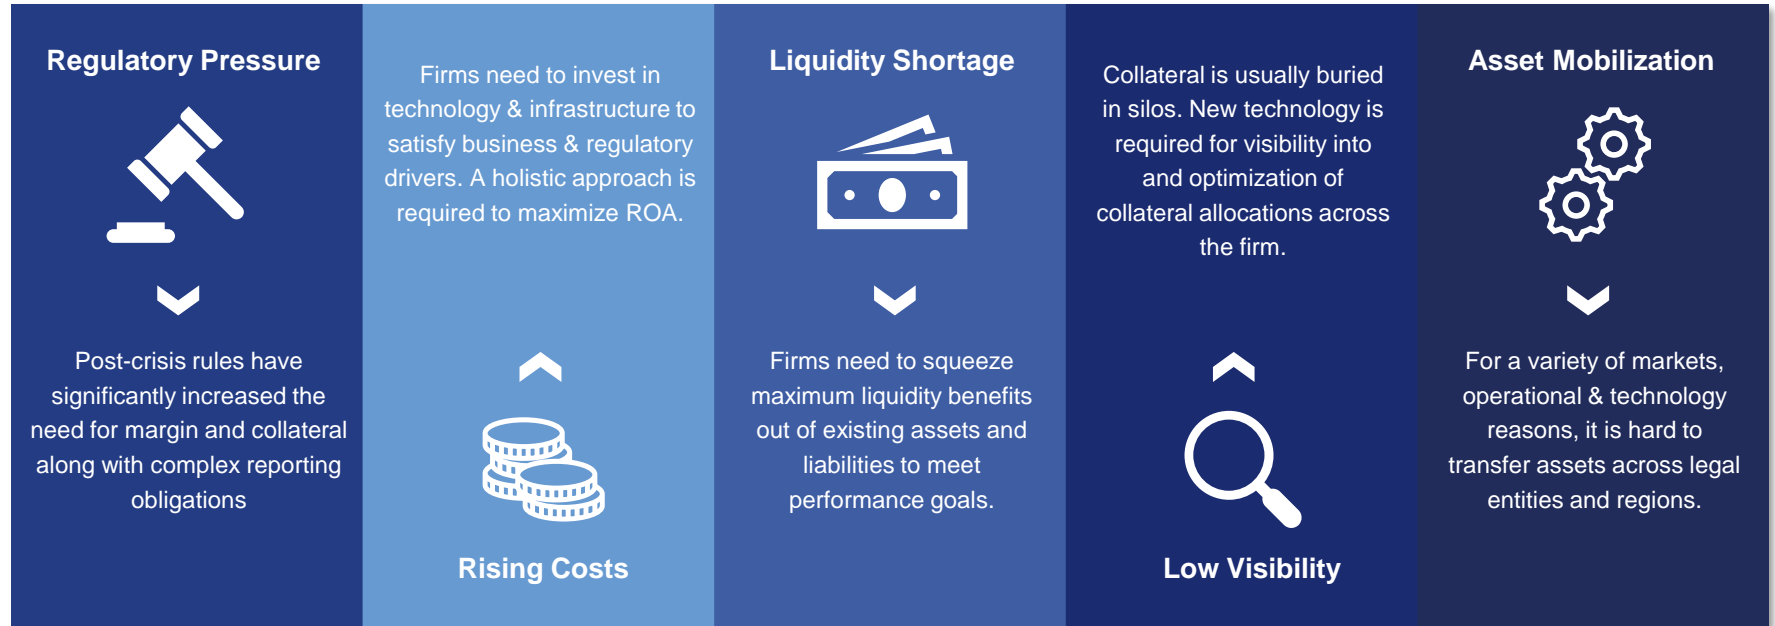 Regulatory Pressure
Post-crisis rules have
significantly increased the
need for margin and collateral
along with complex reporting
obligations
Firms need to invest in
technology & infrastructure to
satisfy business & regulatory
drivers. A holistic approach is
required to maximize ROA.
Rising Costs
Liquidity Shortage
Firms need to squeeze
maximum liquidity benefits
out of existing assets and
liabilities to meet
performance goals.
Collateral is usually buried
in silos. New technology is
required for visibility into
and optimization of
collateral allocations across
the firm.
Low Visibility
Asset Mobilization
For a variety of markets,
operational & technology
reasons, it is hard to
transfer assets across legal
entities and regions.